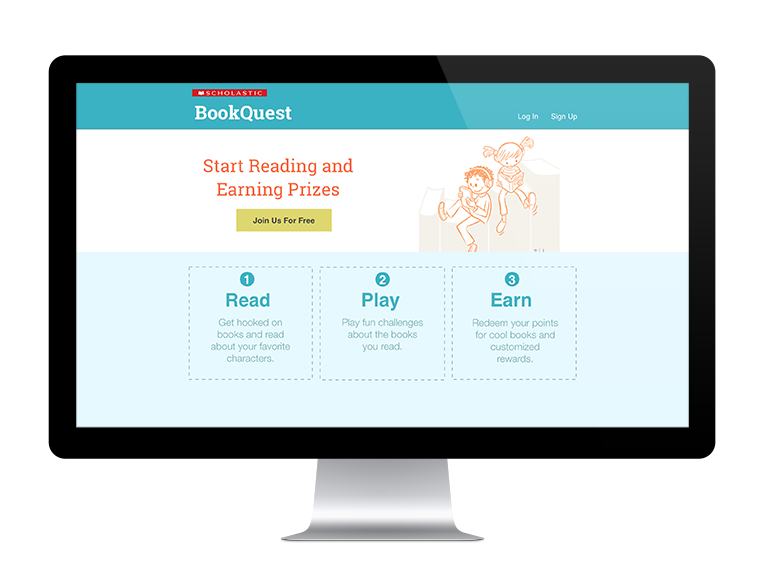 SCHOLASTIC
BookQuest
Log In Sign Up
Start Reading and
Earning Prizes
Join Us For Free
1
Read
Get hooked on
books and read
about your favorite
characters.
2
Play
Play fun challenges
about the books
you read.
3
Earn
Redeem your points
for cool books and
customized
rewards.